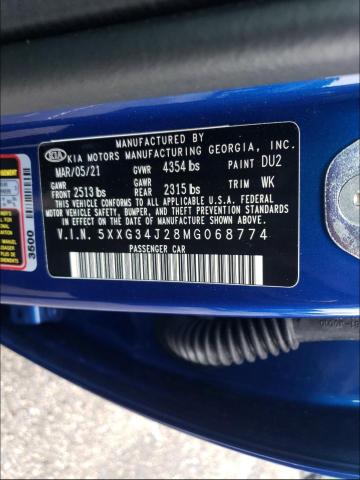 MANUFACTURED BY
KIA KIA MOTORS MANUFACTURING GEORGIA, INC.
MAR/05/21 GVWR 4354 lbs PAINT DU2
GAWR GAWR
FRONT 2513 lbs REAR 2315 lbs TRIM WK
THIS VEHICLE CONFORMS TO ALL APPLICABLE U.S.A. FEDERAL
MOTOR VEHICLE SAFETY, BUMPER, AND THEFT PREVENTION
STANDARDS IN EFFECT ON THE DATE OF MANUFACTURE SHOWN ABOVE.
V.I.N. 5XXG34J28MG068774
PASSENGER CAR
3500